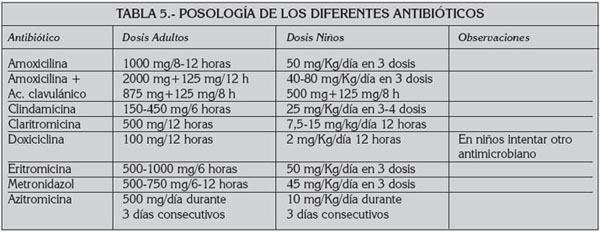 TABLA 5.- POSOLOGÍA DE LOS DIFERENTES ANTIBIÓTICOS
Antibiótico Dosis Adultos Dosis Niños Observaciones
Amoxicilina 1000 mg/8-12 horas 50 mg/Kg/día en 3 dosis
Amoxicilina + 2000 mg+125 mg/12 h 40-80 mg/Kg/día en 3 dosis
Ac. clavulánico 875 mg+125 mg/8 h 500 mg+125 mg/8 h
Clindamicina 150-450 mg/6 horas 25 mg/Kg/día en 3-4 dosis
Claritromicina 500 mg/12 horas 7,5-15 mg/kg/día 12 horas
Doxiciclina 100 mg/12 horas 2 mg/Kg/día 12 horas En niños intentar otro
antimicrobiano
Eritromicina 500-1000 mg/6 horas 50 mg/Kg/día en 3 dosis
Metronidazol 500-750 mg/6-12 horas 45 mg/Kg/día en 3 dosis
Azitromicina 500 mg/día durante 10 mg/Kg/día durante
3 días consecutivos 3 días consecutivos